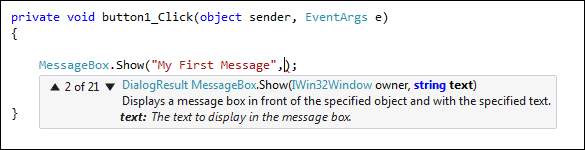 private void button1_Click(object sender, EventArgs e)
{
MessageBox.Show("My First Message",);
▲ 2 of 21 ▼ DialogResult MessageBox.Show(IWin32Window owner, string text)
Displays a message box in front of the specified object and with the specified text.
text: The text to display in the message box.
}